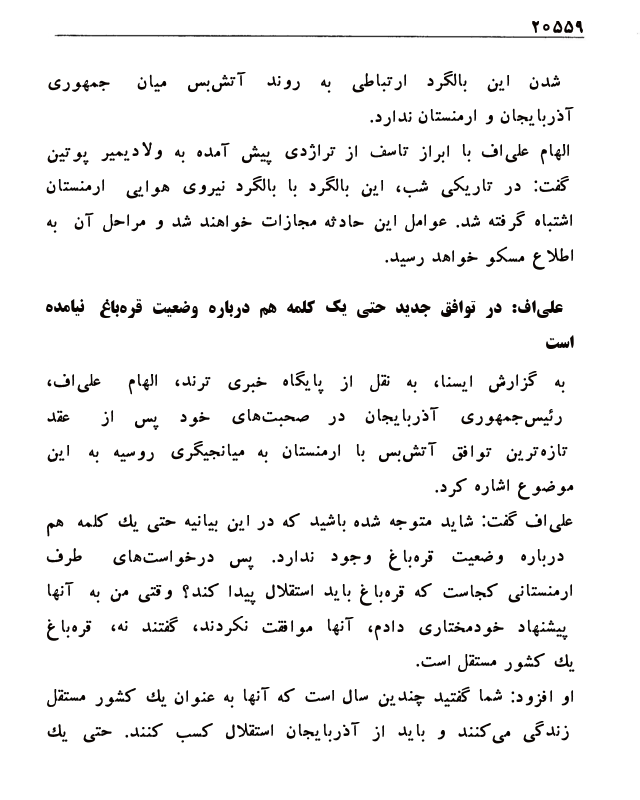 ۲۰۵۵۹
شدن این بالگرد ارتباطی به روند آتش‌بس میان جمهوری
آذربایجان و ارمنستان ندارد.
الهام علی‌اف با ابراز تاسف از تراژدی پیش آمده به ولادیمیر پوتین
گفت: در تاریکی شب، این بالگرد با بالگرد نیروی هوایی ارمنستان
اشتباه گرفته شد. عوامل این حادثه مجازات خواهند شد و مراحل آن به
اطلاع مسکو خواهد رسید.
علی‌اف: در توافق جدید حتی یک کلمه هم درباره وضعیت قره‌باغ نیامده
است
به گزارش ایسنا، به نقل از پایگاه خبری ترند، الهام علی‌اف،
رئیس‌جمهوری آذربایجان در صحبت‌های خود پس از عقد
تازه‌ترین توافق آتش‌بس با ارمنستان به میانجیگری روسیه به این
موضوع اشاره کرد.
علی‌اف گفت: شاید متوجه شده باشید که در این بیانیه حتی یك کلمه هم
درباره وضعیت قره‌باغ وجود ندارد. پس درخواست‌های طرف
ارمنستانی کجاست که قره‌باغ باید استقلال پیدا کند؟ وقتی من به آنها
پیشنهاد خودمختاری دادم، آنها موافقت نکردند، گفتند نه، قره‌باغ
یك کشور مستقل است.
او افزود: شما گفتید چندین سال است که آنها به عنوان یك کشور مستقل
زندگی می‌کنند و باید از آذربایجان استقلال کسب کنند. حتی یك